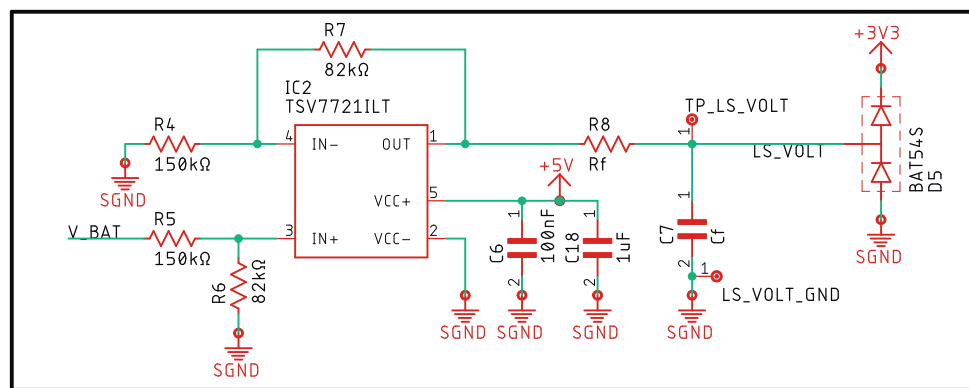 R7
82kΩ
IC2
TSV7721ILT
R4
150kΩ
SGND
4
IN-
OUT
1
3
IN+
VCC+
5
VCC-
2
V_BAT
R5
150kΩ
R6
82kΩ
SGND
SGND
+5V
1
C6
100nF
2
SGND
1
C18
1uF
2
SGND
R8
Rf
TP_LS_VOLT
1
LS_VOLT
1
C7
Cf
2
1
LS_VOLT_GND
SGND
+3V3
BAT54S
D5
SGND